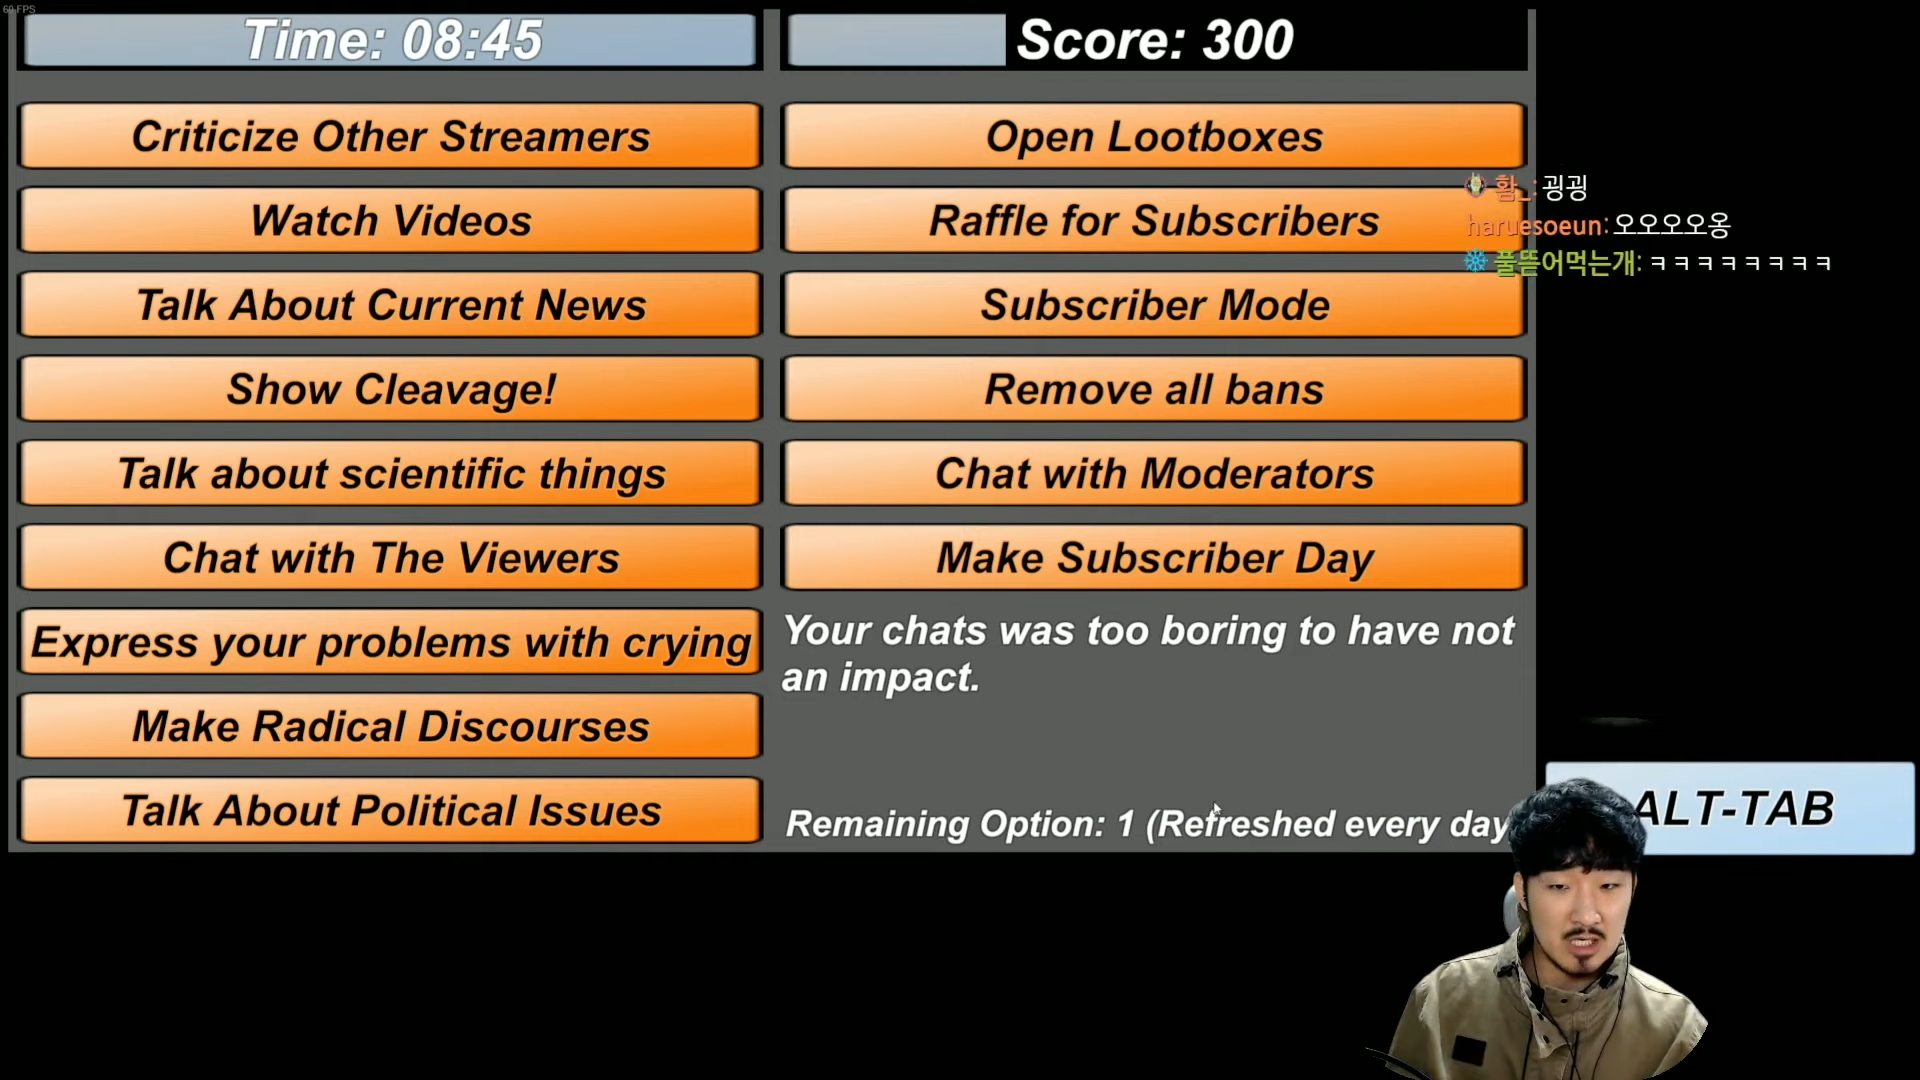 60 FPS
Time: 08:45
Score: 300
Criticize Other Streamers
Open Lootboxes
Watch Videos
Raffle for Subscribers
Talk About Current News
Subscriber Mode
Show Cleavage!
Remove all bans
Talk about scientific things
Chat with Moderators
Chat with The Viewers
Make Subscriber Day
Express your problems with crying
Make Radical Discourses
Talk About Political Issues
Your chats was too boring to have not
an impact.
Remaining Option: 1 (Refreshed every day
황_: 굉굉
haruesoeun: 오오오오옹
풀뜯어먹는개: ㅋㅋㅋㅋㅋㅋㅋㅋ
ALT-TAB